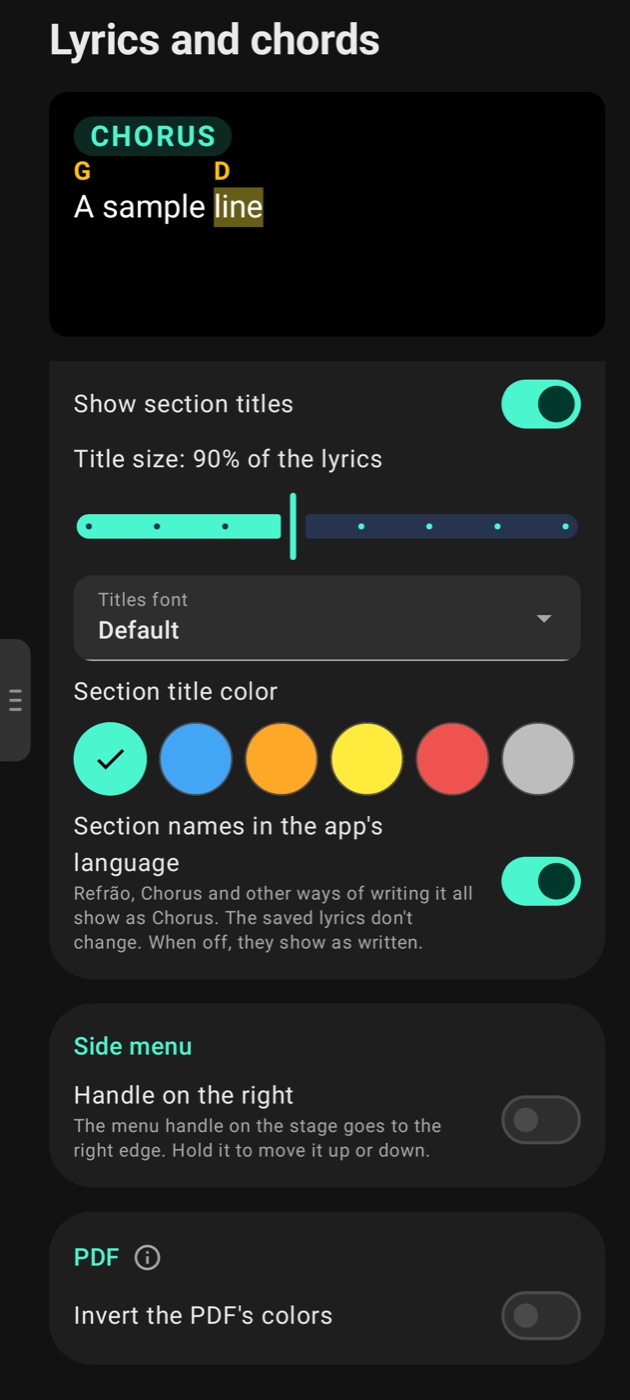 Lyrics and chords
CHORUS
G D
A sample line
Show section titles
Title size: 90% of the lyrics
Titles font
Default
Section title color
Section names in the app's
language
Refrão, Chorus and other ways of writing it all
show as Chorus. The saved lyrics don't
change. When off, they show as written.
Side menu
Handle on the right
The menu handle on the stage goes to the
right edge. Hold it to move it up or down.
PDF
Invert the PDF's colors